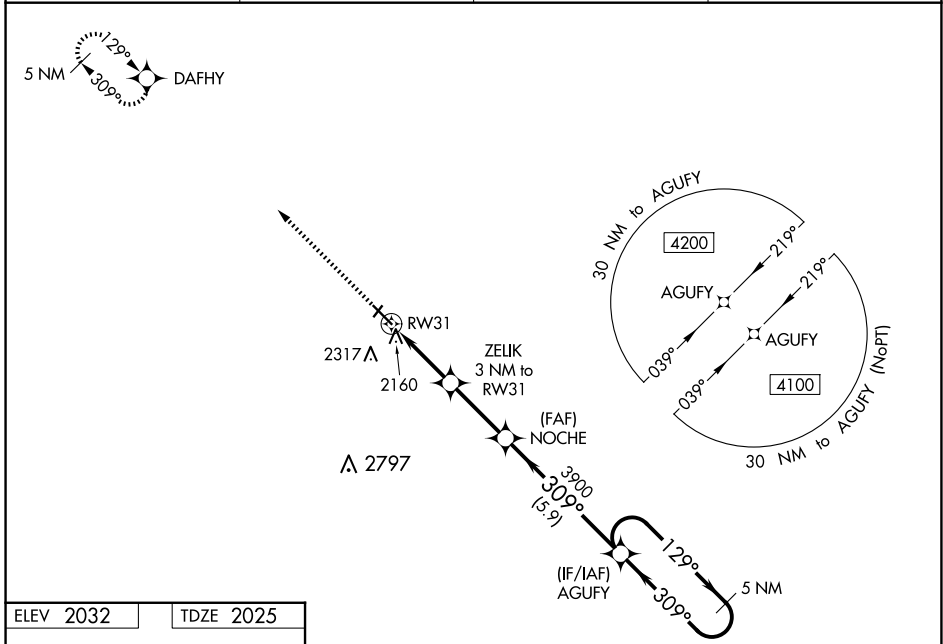 129°
5 NM
309°
DAFHY
30 NM to AGUFY
4200
219°
AGUFY
039°
219°
AGUFY
039°
4100
30 NM to AGUFY (NoPT)
RW31
2317
2160
ZELIK
3 NM to
RW31
(FAF)
NOCHE
2797
3900
309°
(5.9)
(IF/IAF)
AGUFY
129°
5 NM
309°
ELEV 2032
TDZE 2025